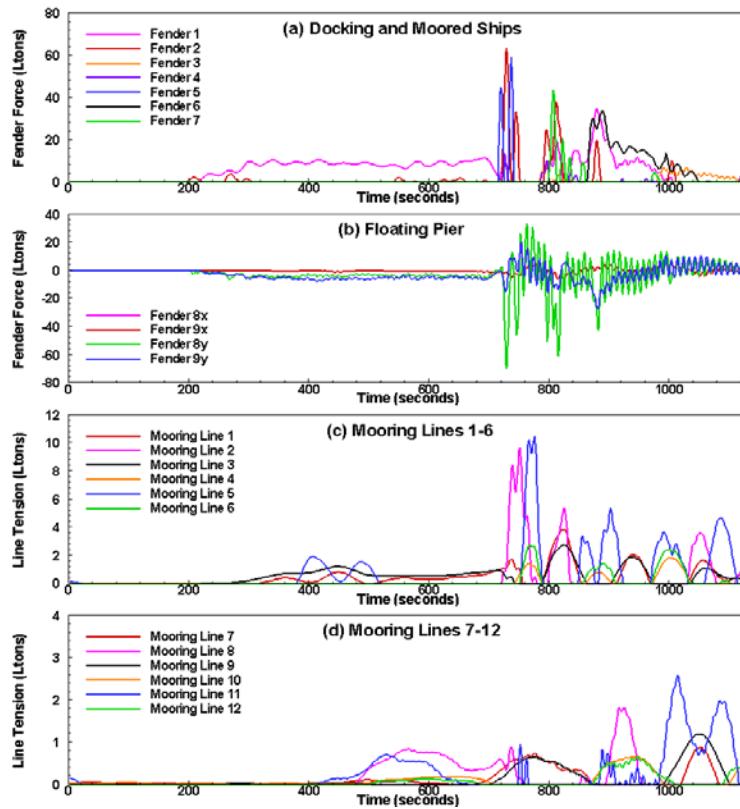 (a) Docking and Moored Ships
Fender Force (Ltons)
80
60
40
20
0
Fender 1
Fender 2
Fender 3
Fender 4
Fender 5
Fender 6
Fender 7
0 200 400 600 800 1000
Time (seconds)
(b) Floating Pier
Fender Force (Ltons)
40
20
0
-20
-40
-60
-80
Fender 8x
Fender 9x
Fender 8y
Fender 9y
0 200 400 600 800 1000
Time (seconds)
(c) Mooring Lines 1-6
Line Tension (Ltons)
12
10
8
6
4
2
0
Mooring Line 1
Mooring Line 2
Mooring Line 3
Mooring Line 4
Mooring Line 5
Mooring Line 6
0 200 400 600 800 1000
Time (seconds)
(d) Mooring Lines 7-12
Line Tension (Ltons)
4
3
2
1
0
Mooring Line 7
Mooring Line 8
Mooring Line 9
Mooring Line 10
Mooring Line 11
Mooring Line 12
0 200 400 600 800 1000
Time (seconds)